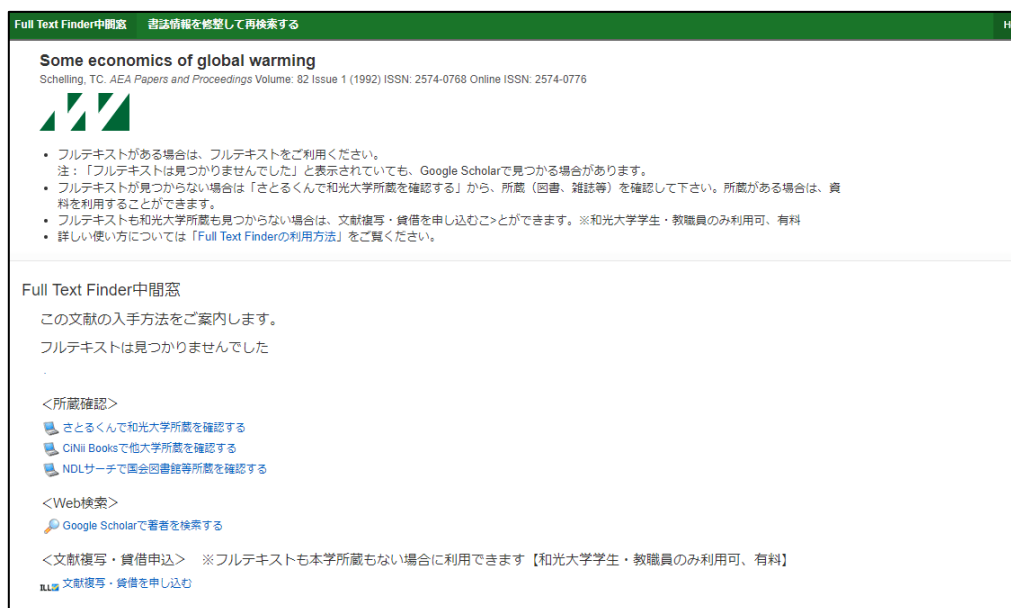 Full Text Finder中間窓 書誌情報を修整して再検索する H
Some economics of global warming
Schelling, TC. AEA Papers and Proceedings Volume: 82 Issue 1 (1992) ISSN: 2574-0768 Online ISSN: 2574-0776
• フルテキストがある場合は、フルテキストをご利用ください。
注：「フルテキストは見つかりませんでした」と表示されていても、Google Scholarで見つかる場合があります。
• フルテキストが見つからない場合は「さとるくんで和光大学所蔵を確認する」から、所蔵（図書、雑誌等）を確認して下さい。所蔵がある場合は、資
料を利用することができます。
• フルテキストも和光大学所蔵も見つからない場合は、文献複写・貸借を申し込むこ>とができます。※和光大学学生・教職員のみ利用可、有料
• 詳しい使い方については「Full Text Finderの利用方法」をご覧ください。
Full Text Finder中間窓
この文献の入手方法をご案内します。
フルテキストは見つかりませんでした
.
＜所蔵確認＞
さとるくんで和光大学所蔵を確認する
CiNii Booksで他大学所蔵を確認する
NDLサーチで国会図書館等所蔵を確認する
＜Web検索＞
Google Scholarで著者を検索する
＜文献複写・貸借申込＞ ※フルテキストも本学所蔵もない場合に利用できます【和光大学学生・教職員のみ利用可、有料】
ILL 文献複写・貸借を申し込む